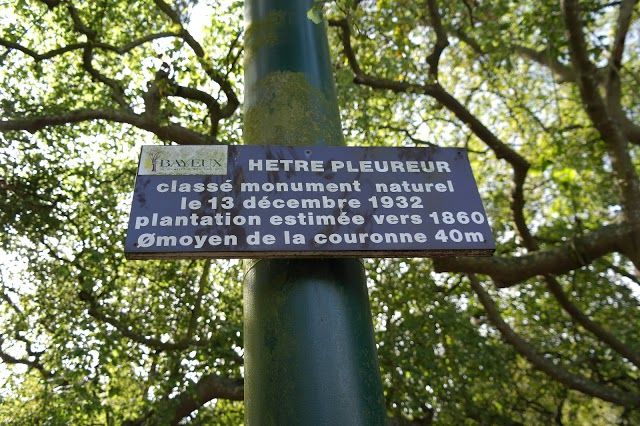 BAYEUX
HETRE PLEUREUR
classé monument naturel
le 13 décembre 1932
plantation estimée vers 1860
Ømoyen de la couronne 40m